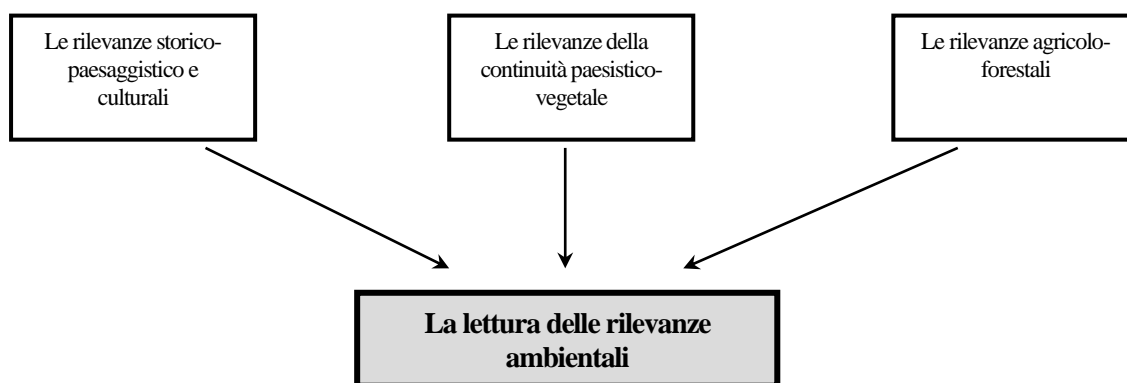 Le rilevanze storico-
paesaggistico e
culturali
Le rilevanze della
continuità paesistico-
vegetale
Le rilevanze agricolo-
forestali
La lettura delle rilevanze
ambientali